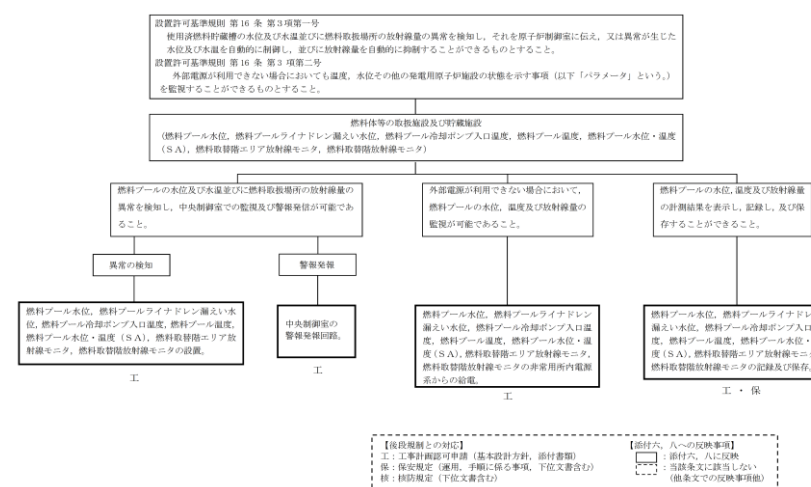 設置許可基準規則 第 16 条 第３項第一号
使用済燃料貯蔵槽の水位及び水温並びに燃料取扱場所の放射線量の異常を検知し，それを原子炉制御室に伝え，又は異常が生じた
水位及び水温を自動的に制御し，並びに放射線量を自動的に抑制することができるものとすること。
設置許可基準規則 第 16 条 第３項第二号
外部電源が利用できない場合においても温度，水位その他の発電用原子炉施設の状態を示す事項（以下「パラメータ」という。）
を監視することができるものとすること。
燃料体等の取扱施設及び貯蔵施設
（燃料プール水位，燃料プールライナドレン漏えい水位，燃料プール冷却ポンプ入口温度，燃料プール温度，燃料プール水位・温度
（ＳＡ），燃料取替階エリア放射線モニタ，燃料取替階放射線モニタ）
燃料プールの水位及び水温並びに燃料取扱場所の放射線量の
異常を検知し，中央制御室での監視及び警報発信が可能であ
ること。
外部電源が利用できない場合において，
燃料プールの水位，温度及び放射線量の
監視が可能であること。
燃料プールの水位，温度及び放射線量
の計測結果を表示し，記録し，及び保
存することができること。
異常の検知
警報発報
燃料プール水位，燃料プールライナドレン漏えい水
位，燃料プール冷却ポンプ入口温度，燃料プール温度，
燃料プール水位・温度（ＳＡ），燃料取替階エリア放
射線モニタ，燃料取替階放射線モニタの設置。
工
中央制御室の
警報発報回路。
工
燃料プール水位，燃料プールライナドレン
漏えい水位，燃料プール冷却ポンプ入口温
度，燃料プール温度，燃料プール水位・温
度（ＳＡ），燃料取替階エリア放射線モニタ，
燃料取替階放射線モニタの非常用所内電源
系からの給電。
工
燃料プール水位，燃料プールライナドレ
漏えい水位，燃料プール冷却ポンプ入口
度，燃料プール温度，燃料プール水位・
度（ＳＡ），燃料取替階エリア放射線モニ
燃料取替階放射線モニタの記録及び保存。
工 ・ 保
【後段規制との対応】
工：工事計画認可申請（基本設計方針，添付書類）
保：保安規定（運用，手順に係る事項，下位文書含む）
核：核防規定（下位文書含む）
【添付六，八への反映事項】
：添付六，八に反映
：当該条文に該当しない
（他条文での反映事項他）